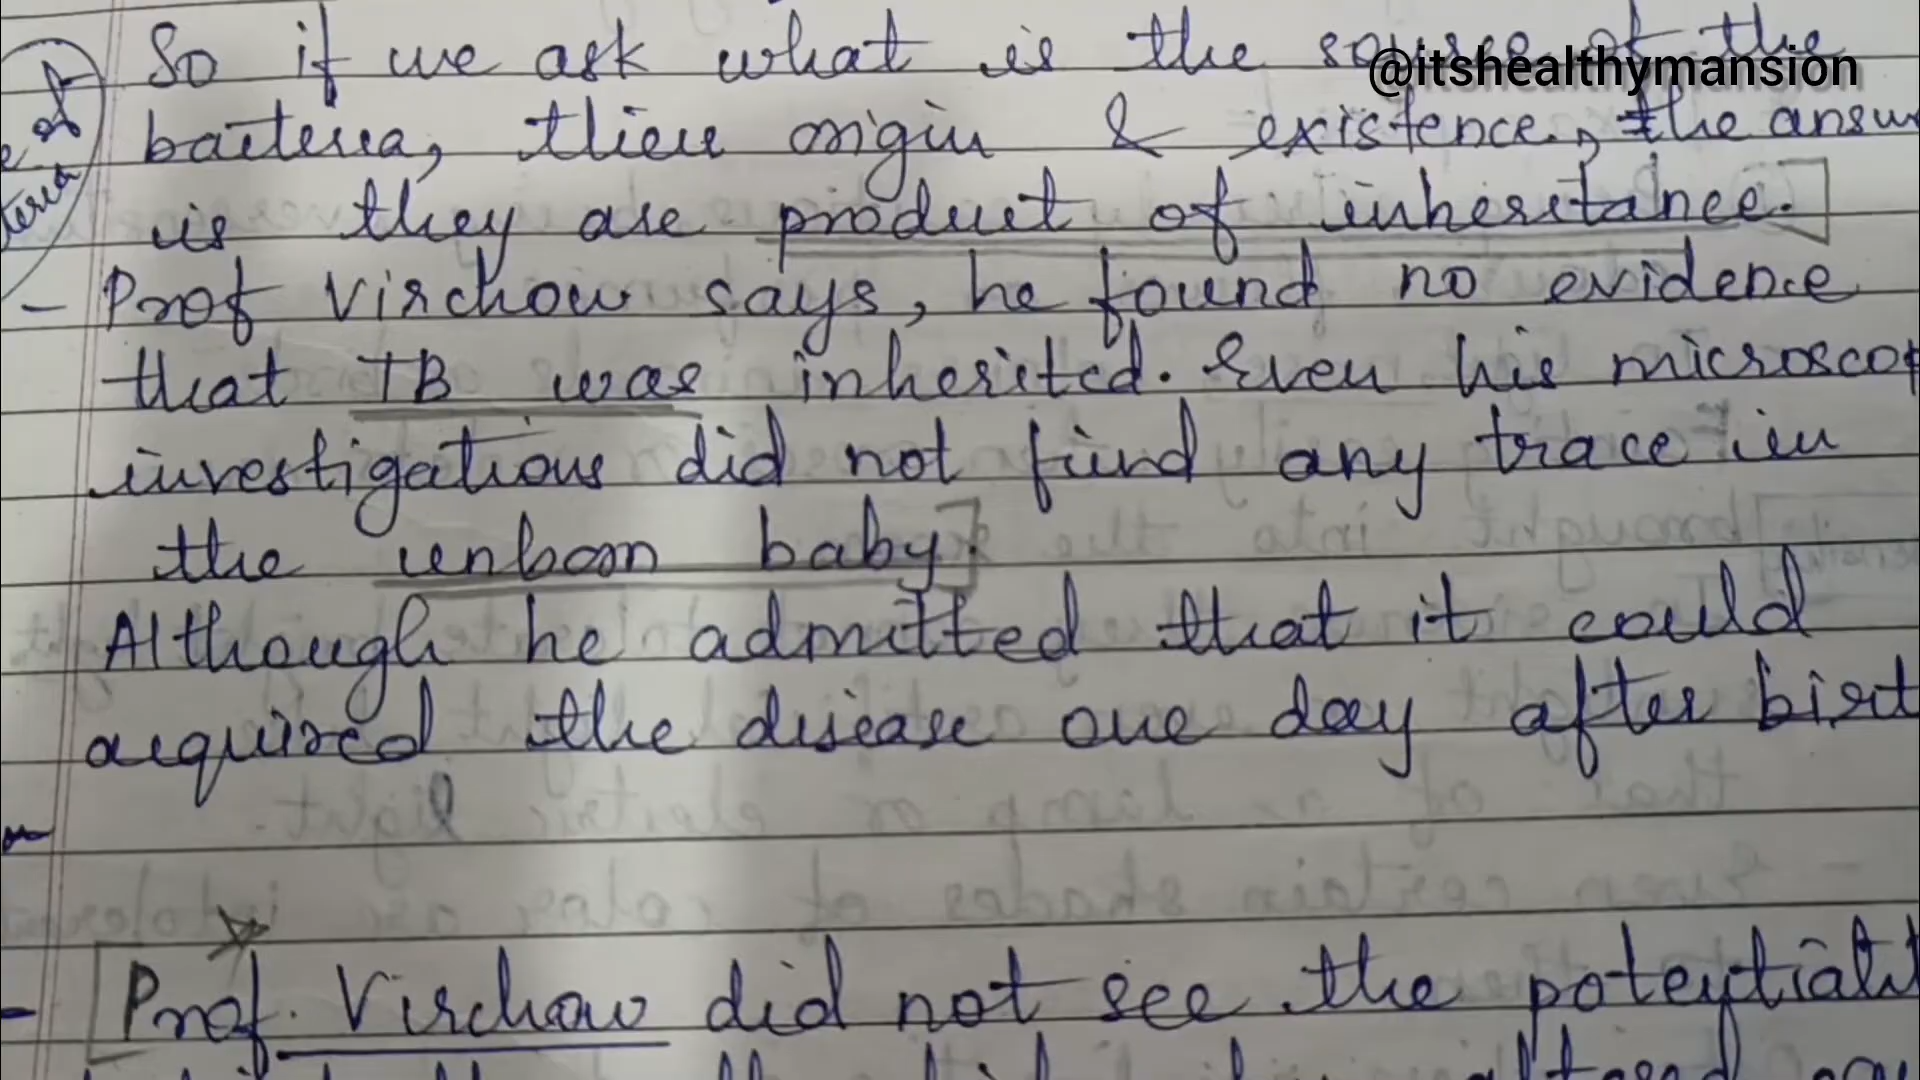 So if we ask what is the source of the
@itshealthymansion
bacteria, their origin & existence, the answ
is they are product of inheritance.
- Prof Virchow says, he found no evidence
that TB was inherited. Even his microscop
investigations did not find any trace in
the unborn baby.
Although he admitted that it could
acquired the disease one day after birt
- Prof. Virchow did not see the potentialit